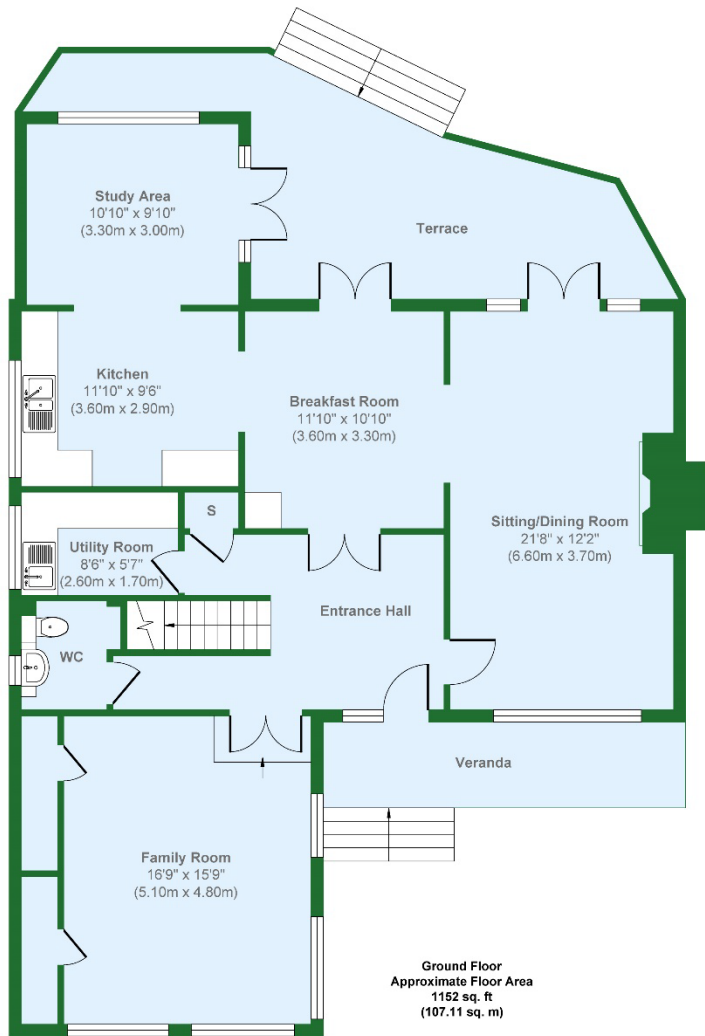 Study Area
10'10" x 9'10"
(3.30m x 3.00m)
Terrace
Kitchen
11'10" x 9'6"
(3.60m x 2.90m)
Breakfast Room
11'10" x 10'10"
(3.60m x 3.30m)
S
Utility Room
8'6" x 5'7"
(2.60m x 1.70m)
Sitting/Dining Room
21'8" x 12'2"
(6.60m x 3.70m)
Entrance Hall
WC
Veranda
Family Room
16'9" x 15'9"
(5.10m x 4.80m)
Ground Floor
Approximate Floor Area
1152 sq. ft
(107.11 sq. m)